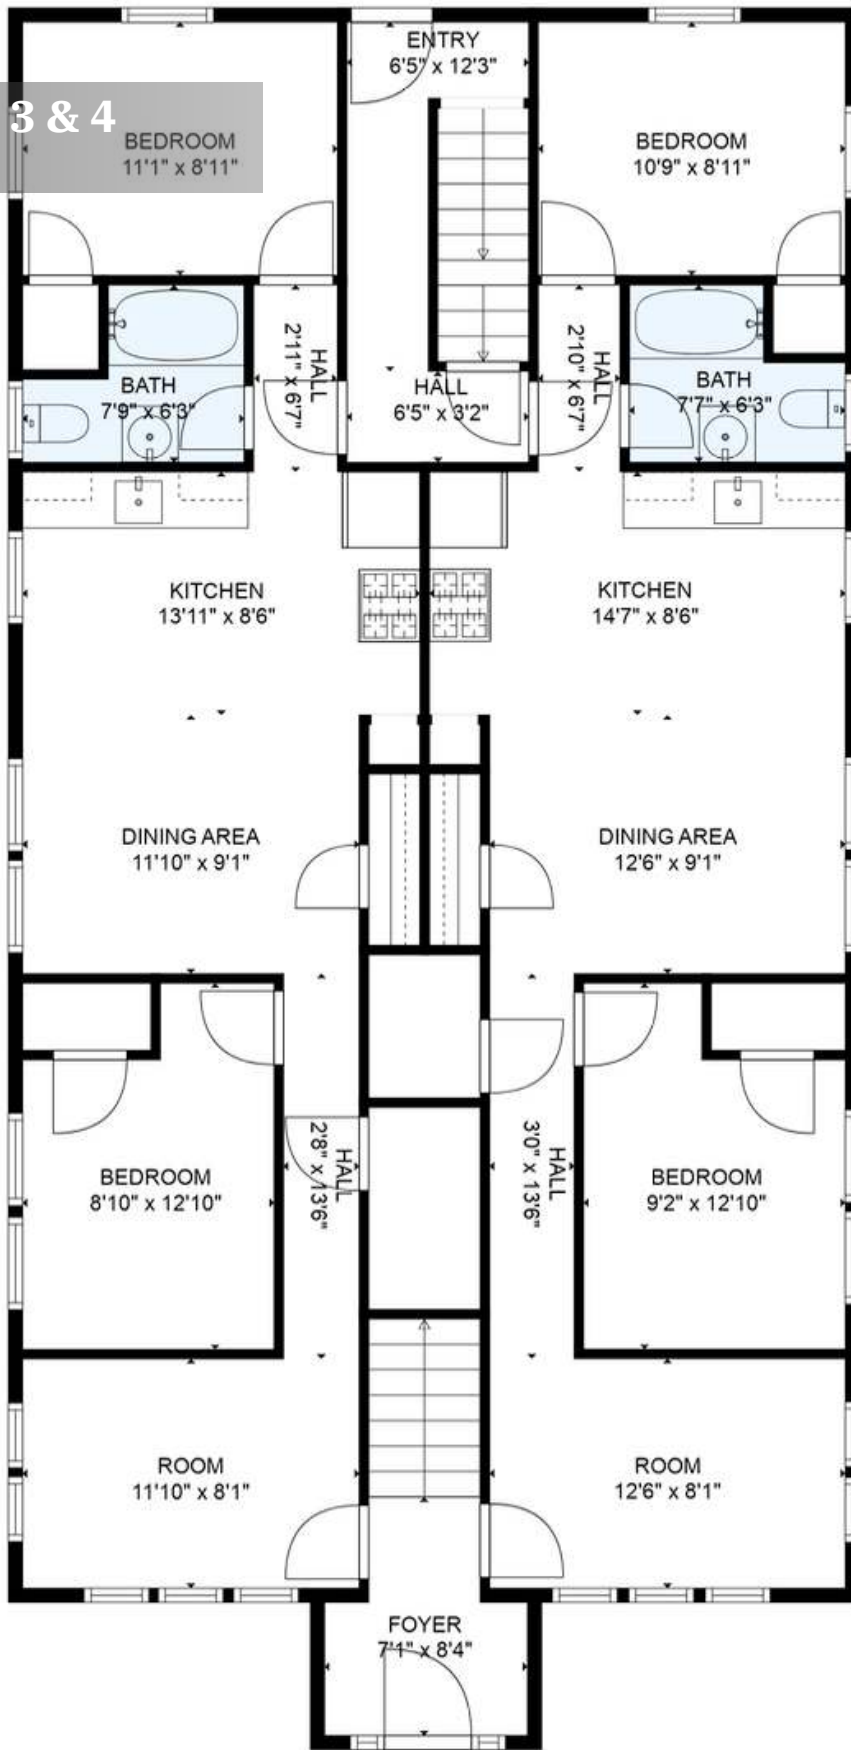 ENTRY
6'5" x 12'3"
3 & 4
BEDROOM
11'1" x 8'11"
BEDROOM
10'9" x 8'11"
HALL
2'11" x 6'7"
HALL
2'10" x 6'7"
BATH
7'9" x 6'3"
HALL
6'5" x 3'2"
BATH
7'7" x 6'3"
KITCHEN
13'11" x 8'6"
KITCHEN
14'7" x 8'6"
DINING AREA
11'10" x 9'1"
DINING AREA
12'6" x 9'1"
BEDROOM
8'10" x 12'10"
HALL
2'8" x 13'6"
HALL
3'0" x 13'6"
BEDROOM
9'2" x 12'10"
ROOM
11'10" x 8'1"
ROOM
12'6" x 8'1"
FOYER
7'1" x 8'4"